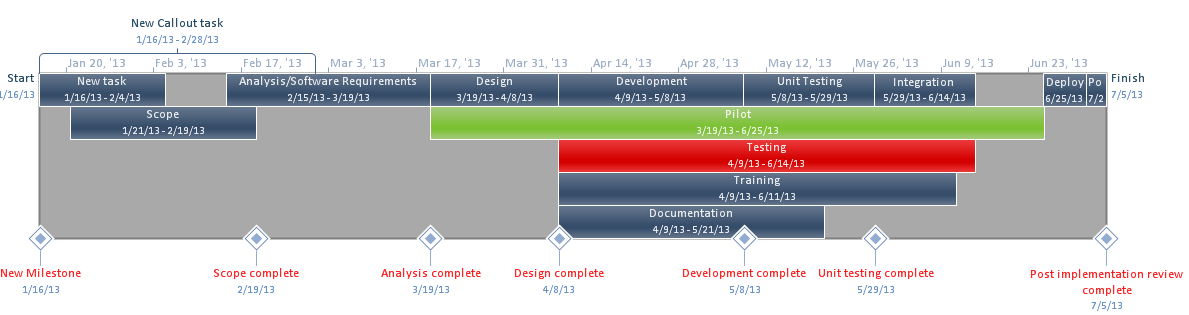 New Callout task
1/16/13 - 2/28/13
Jan 20, '13 Feb 3, '13 Feb 17, '13 Mar 3, '13 Mar 17, '13 Mar 31, '13 Apr 14, '13 Apr 28, '13 May 12, '13 May 26, '13 Jun 9, '13 Jun 23, '13
Start
1/16/13
New task
1/16/13 - 2/4/13
Analysis/Software Requirements
2/15/13 - 3/19/13
Design
3/19/13 - 4/8/13
Development
4/9/13 - 5/8/13
Unit Testing
5/8/13 - 5/29/13
Integration
5/29/13 - 6/14/13
Deploy
6/25/13
Po
7/2
Finish
7/5/13
Scope
1/21/13 - 2/19/13
Pilot
3/19/13 - 6/25/13
Testing
4/9/13 - 6/14/13
Training
4/9/13 - 6/11/13
Documentation
4/9/13 - 5/21/13
New Milestone
1/16/13
Scope complete
2/19/13
Analysis complete
3/19/13
Design complete
4/8/13
Development complete
5/8/13
Unit testing complete
5/29/13
Post implementation review
complete
7/5/13